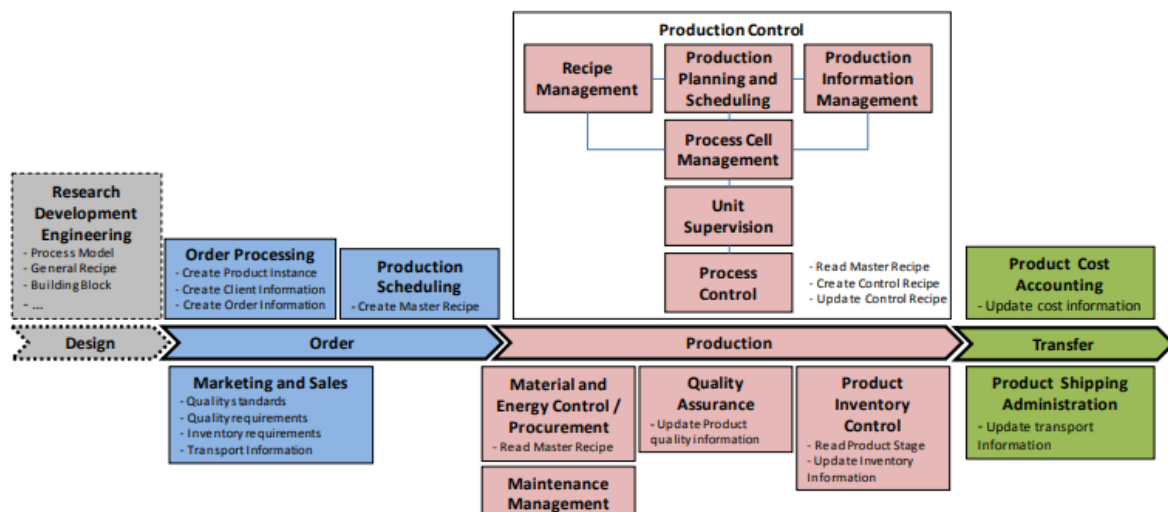 Production Control
Recipe
Management
Production
Planning and
Scheduling
Production
Information
Management
Process Cell
Management
Unit
Supervision
Process
Control
- Read Master Recipe
- Create Control Recipe
- Update Control Recipe
Research
Development
Engineering
- Process Model
- General Recipe
- Building Block
- ...
Order Processing
- Create Product Instance
- Create Client Information
- Create Order Information
Production
Scheduling
- Create Master Recipe
Product Cost
Accounting
- Update cost information
Design
Order
Production
Transfer
Marketing and Sales
- Quality standards
- Quality requirements
- Inventory requirements
- Transport Information
Material and
Energy Control /
Procurement
- Read Master Recipe
Maintenance
Management
Quality
Assurance
- Update Product
quality information
Product
Inventory
Control
- Read Product Stage
- Update Inventory
Information
Product Shipping
Administration
- Update transport
Information